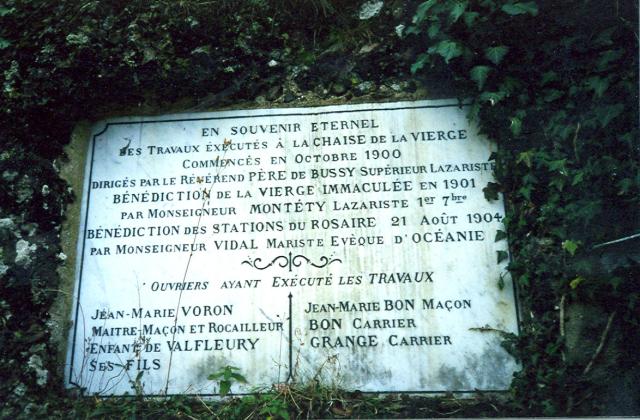 EN SOUVENIR ETERNEL
DES TRAVAUX EXÉCUTÉS À LA CHAISE DE LA VIERGE
COMMENCÉS EN OCTOBRE 1900
DIRIGÉS PAR LE RÉVÉREND PÈRE DE BUSSY SUPÉRIEUR LAZARISTE
BÉNÉDICTION DE LA VIERGE IMMACULÉE EN 1901
PAR MONSEIGNEUR MONTÉTY LAZARISTE 1er 7bre
BÉNÉDICTION DES STATIONS DU ROSAIRE 21 AOÛT 1904
PAR MONSEIGNEUR VIDAL MARISTE EVÊQUE D'OCÉANIE
OUVRIERS AYANT EXÉCUTÉ LES TRAVAUX
JEAN-MARIE VORON
MAITRE-MAÇON ET ROCAILLEUR
ENFANT DE VALFLEURY
SES FILS
JEAN-MARIE BON MAÇON
BON CARRIER
GRANGE CARRIER